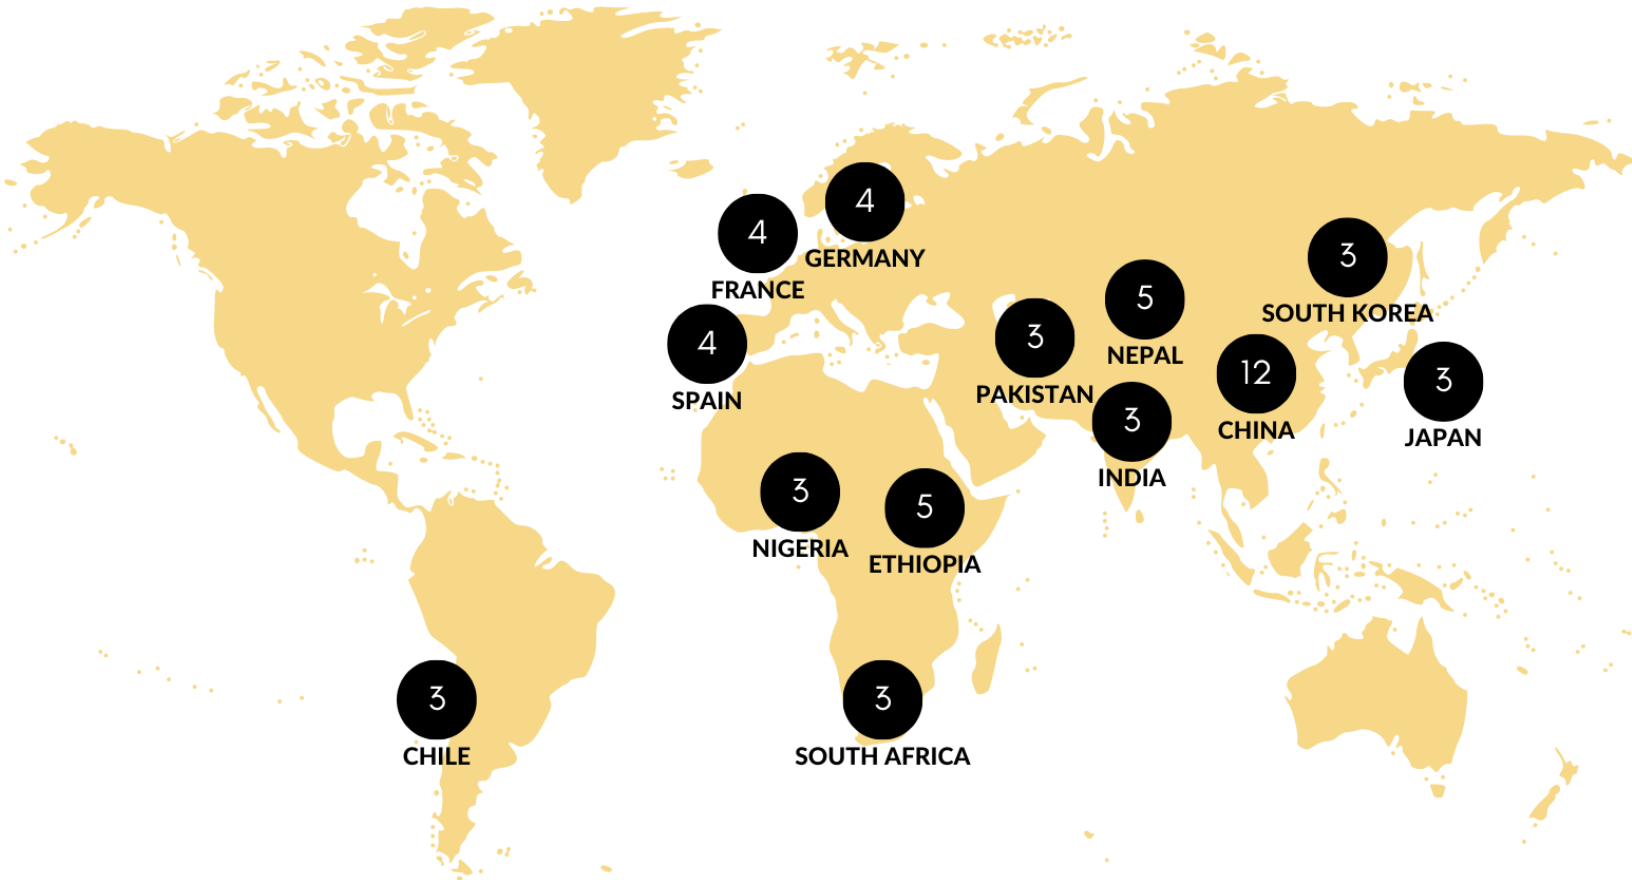 4
GERMANY
4
FRANCE
4
SPAIN
3
SOUTH KOREA
5
NEPAL
3
PAKISTAN
12
CHINA
3
JAPAN
3
INDIA
3
NIGERIA
5
ETHIOPIA
3
CHILE
3
SOUTH AFRICA